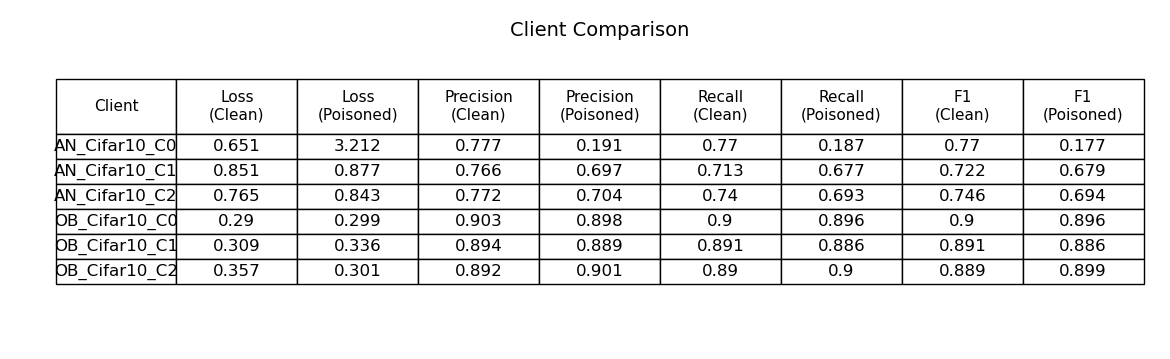 Client Comparison
Client Loss (Clean) Loss (Poisoned) Precision (Clean) Precision (Poisoned) Recall (Clean) Recall (Poisoned) F1 (Clean) F1 (Poisoned)
AN_Cifar10_C0 0.651 3.212 0.777 0.191 0.77 0.187 0.77 0.177
AN_Cifar10_C1 0.851 0.877 0.766 0.697 0.713 0.677 0.722 0.679
AN_Cifar10_C2 0.765 0.843 0.772 0.704 0.74 0.693 0.746 0.694
OB_Cifar10_C0 0.29 0.299 0.903 0.898 0.9 0.896 0.9 0.896
OB_Cifar10_C1 0.309 0.336 0.894 0.889 0.891 0.886 0.891 0.886
OB_Cifar10_C2 0.357 0.301 0.892 0.901 0.89 0.9 0.889 0.899